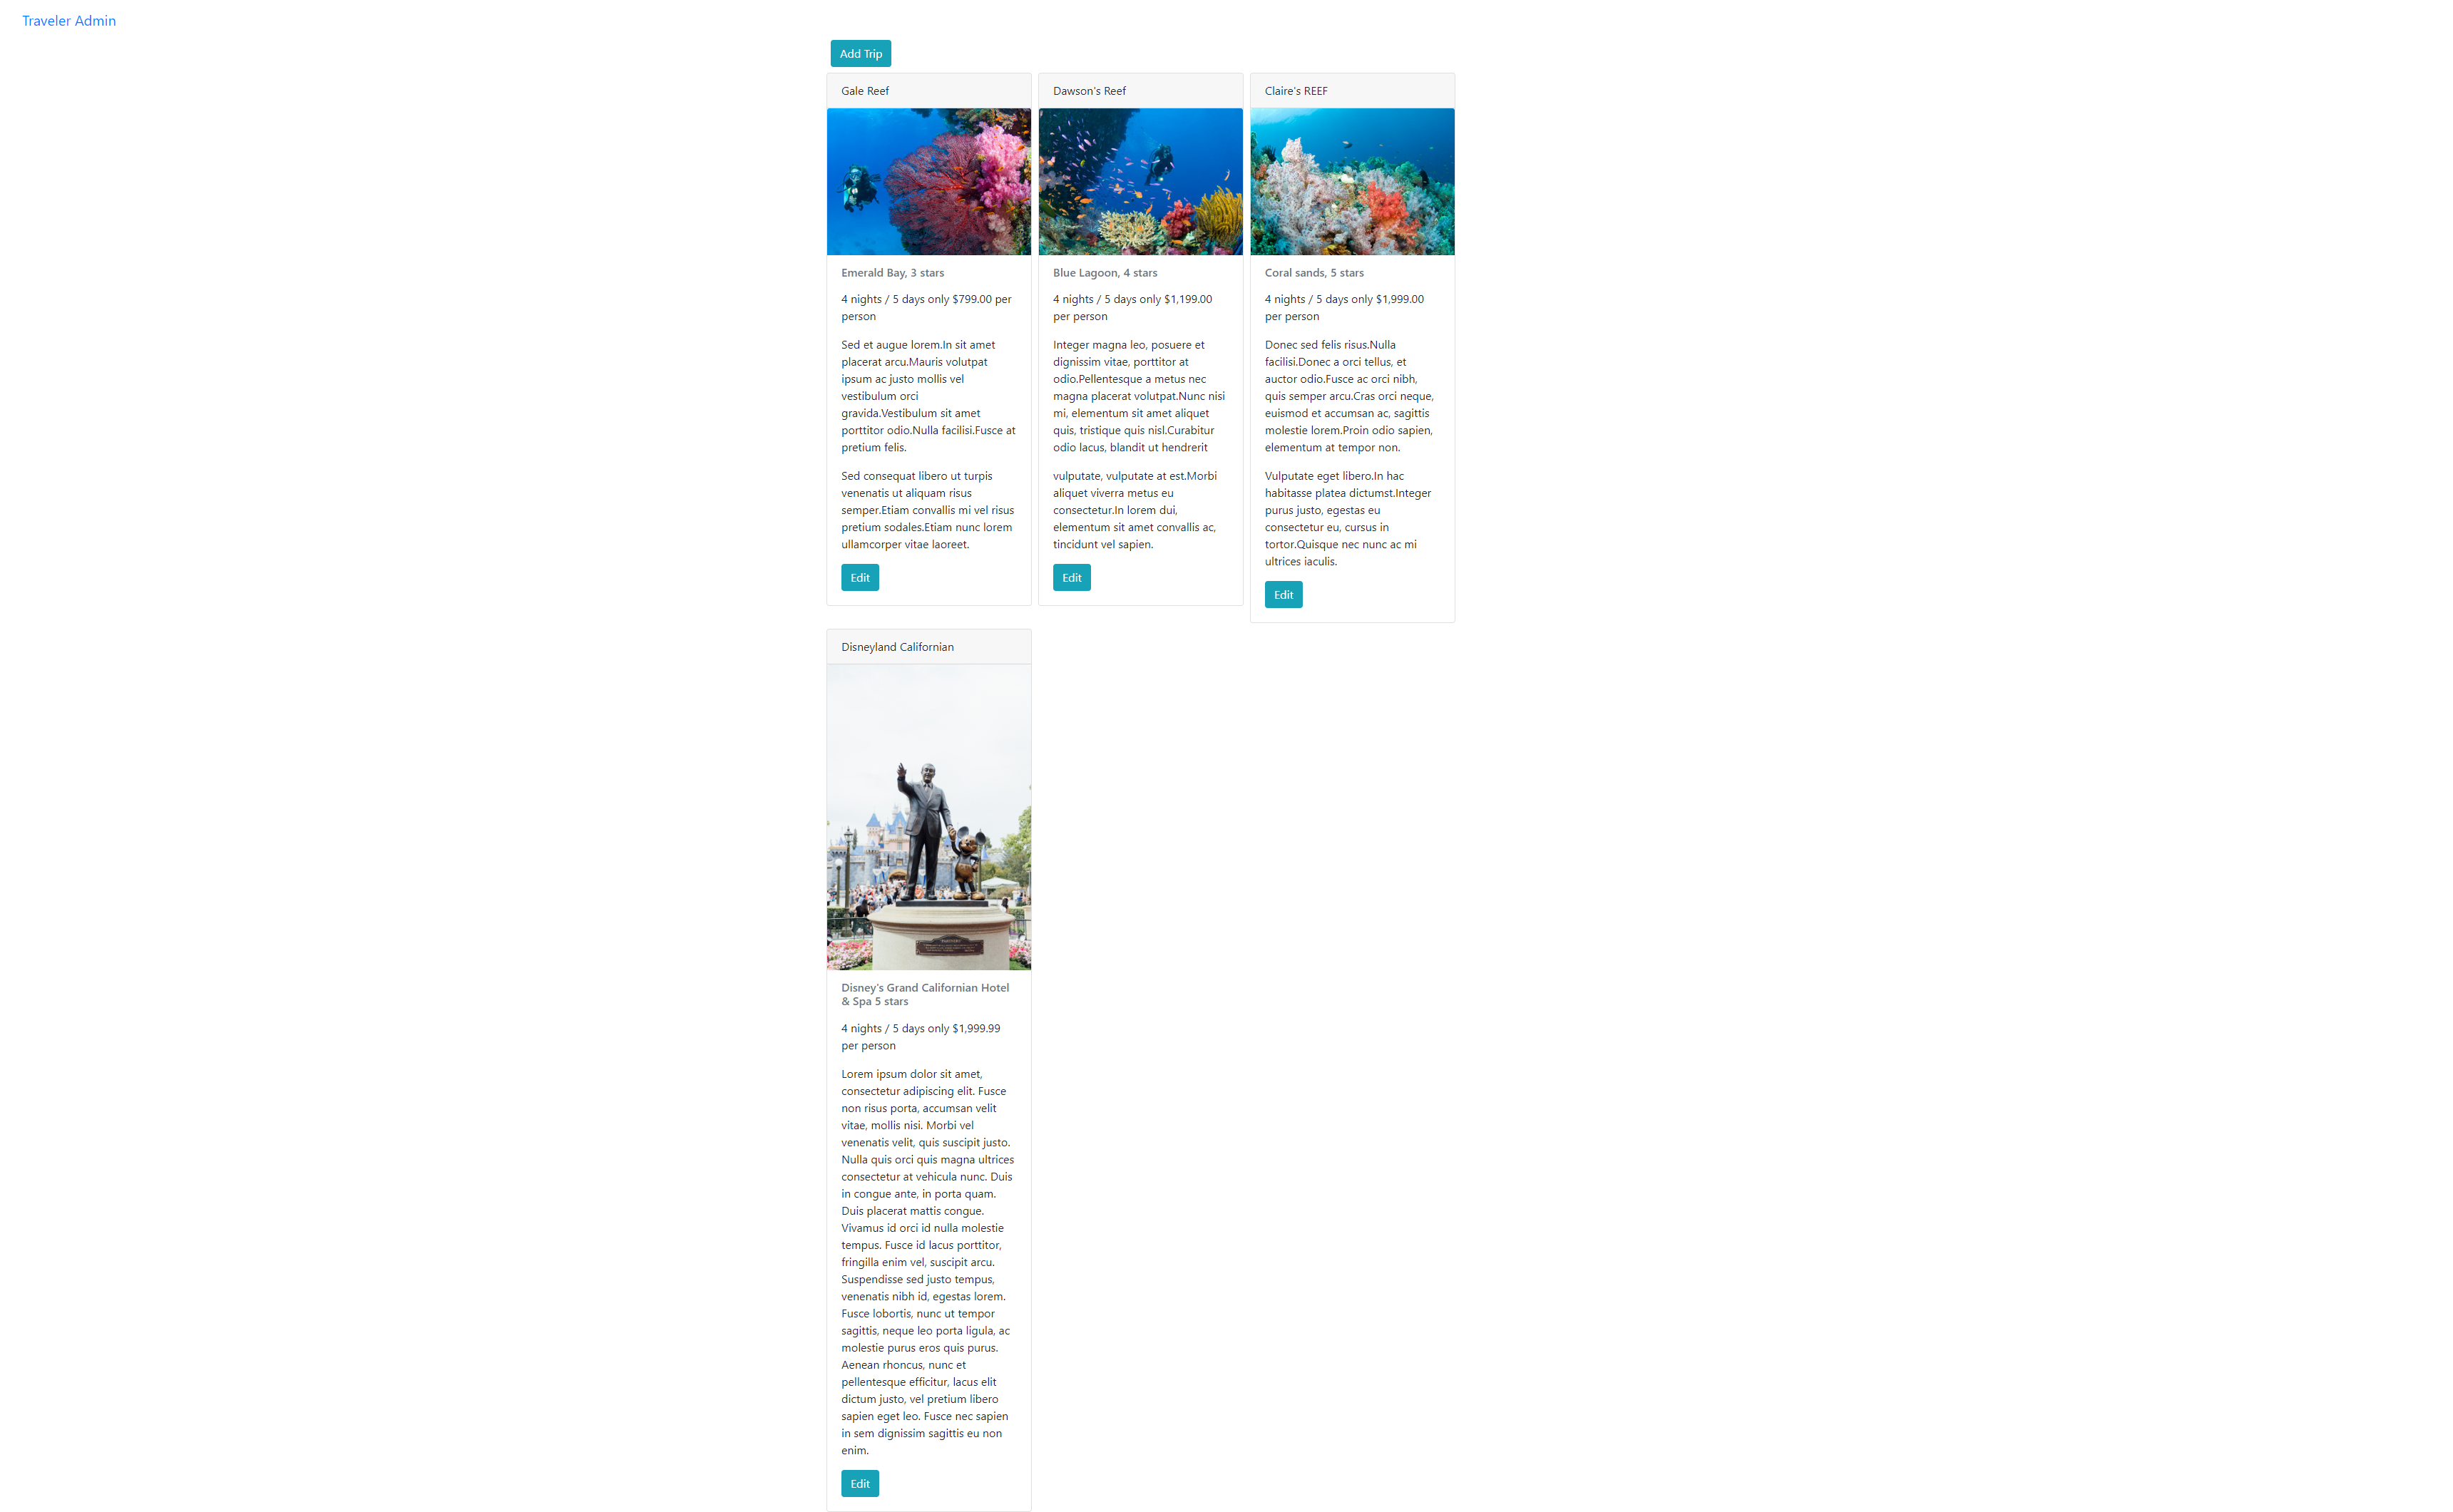 Traveler Admin
Add Trip
Gale Reef
Emerald Bay, 3 stars
4 nights / 5 days only $799.00 per
person
Sed et augue lorem.In sit amet
placerat arcu.Mauris volutpat
ipsum ac justo mollis vel
vestibulum orci
gravida.Vestibulum sit amet
porttitor odio.Nulla facilisi.Fusce at
pretium felis.
Sed consequat libero ut turpis
venenatis ut aliquam risus
semper.Etiam convallis mi vel risus
pretium sodales.Etiam nunc lorem
ullamcorper vitae laoreet.
Edit
Dawson's Reef
Blue Lagoon, 4 stars
4 nights / 5 days only $1,199.00
per person
Integer magna leo, posuere et
dignissim vitae, porttitor at
odio.Pellentesque a metus nec
magna placerat volutpat.Nunc nisi
mi, elementum sit amet aliquet
quis, tristique quis nisl.Curabitur
odio lacus, blandit ut hendrerit
vulputate, vulputate at est.Morbi
aliquet viverra metus eu
consectetur.In lorem dui,
elementum sit amet convallis ac,
tincidunt vel sapien.
Edit
Claire's REEF
Coral sands, 5 stars
4 nights / 5 days only $1,999.00
per person
Donec sed felis risus.Nulla
facilisi.Donec a orci tellus, et
auctor odio.Fusce ac orci nibh,
quis semper arcu.Cras orci neque,
euismod et accumsan ac, sagittis
molestie lorem.Proin odio sapien,
elementum at tempor non.
Vulputate eget libero.In hac
habitasse platea dictumst.Integer
purus justo, egestas eu
consectetur eu, cursus in
tortor.Quisque nec nunc ac mi
ultrices iaculis.
Edit
Disneyland Californian
Disney's Grand Californian Hotel
& Spa 5 stars
4 nights / 5 days only $1,999.99
per person
Lorem ipsum dolor sit amet,
consectetur adipiscing elit. Fusce
non risus porta, accumsan velit
vitae, mollis nisi. Morbi vel
venenatis velit, quis suscipit justo.
Nulla quis orci quis magna ultrices
consectetur at vehicula nunc. Duis
in congue ante, in porta quam.
Duis placerat mattis congue.
Vivamus id orci id nulla molestie
tempus. Fusce id lacus porttitor,
fringilla enim vel, suscipit arcu.
Suspendisse sed justo tempus,
venenatis nibh id, egestas lorem.
Fusce lobortis, nunc ut tempor
sagittis, neque leo porta ligula, ac
molestie purus eros quis purus.
Aenean rhoncus, nunc et
pellentesque efficitur, lacus elit
dictum justo, vel pretium libero
sapien eget leo. Fusce nec sapien
in sem dignissim sagittis eu non
enim.
Edit